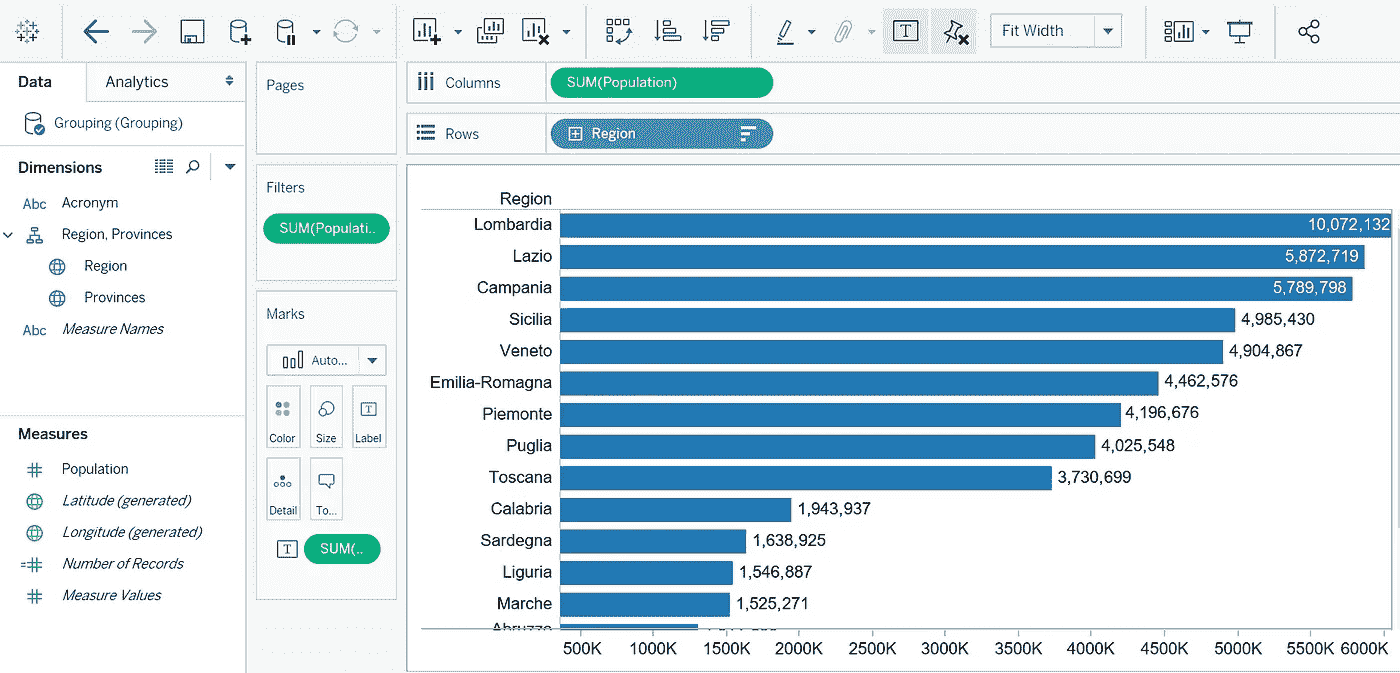 Fit Width
Data
Analytics
Grouping (Grouping)
Dimensions
Abc Acronym
Region, Provinces
Region
Provinces
Abc Measure Names
Measures
Population
Latitude (generated)
Longitude (generated)
=# Number of Records
Measure Values
Pages
Filters
SUM(Populati..
Marks
Auto...
Color Size T Label
Detail To...
T SUM(..
Columns SUM(Population)
Rows Region
Region
Lombardia 10,072,132
Lazio 5,872,719
Campania 5,789,798
Sicilia 4,985,430
Veneto 4,904,867
Emilia-Romagna 4,462,576
Piemonte 4,196,676
Puglia 4,025,548
Toscana 3,730,699
Calabria 1,943,937
Sardegna 1,638,925
Liguria 1,546,887
Marche 1,525,271
Abruzzo
500K 1000K 1500K 2000K 2500K 3000K 3500K 4000K 4500K 5000K 5500K 6000K